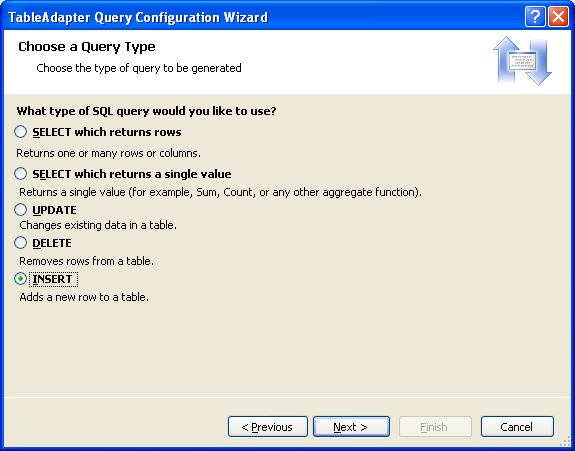 TableAdapter Query Configuration Wizard
?
Choose a Query Type
Choose the type of query to be generated
What type of SQL query would you like to use?
SELECT which returns rows
Returns one or many rows or columns.
SELECT which returns a single value
Returns a single value (for example, Sum, Count, or any other aggregate function).
UPDATE
Changes existing data in a table.
DELETE
Removes rows from a table.
INSERT
Adds a new row to a table.
< Previous Next > Finish Cancel